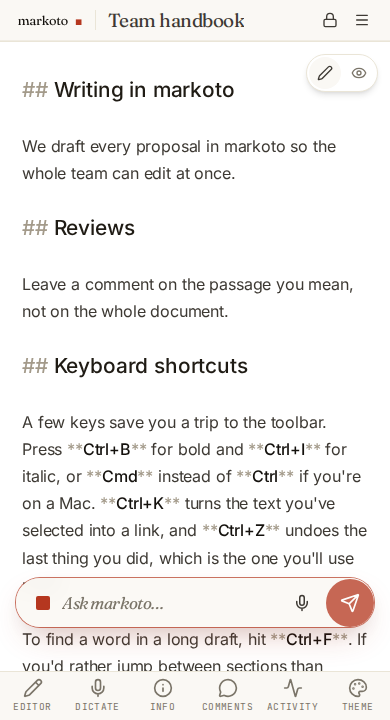 markoto
Team handbook
## Writing in markoto
We draft every proposal in markoto so the
whole team can edit at once.
## Reviews
Leave a comment on the passage you mean,
not on the whole document.
## Keyboard shortcuts
A few keys save you a trip to the toolbar.
Press **Ctrl+B** for bold and **Ctrl+I** for
italic, or **Cmd** instead of **Ctrl** if you're
on a Mac. **Ctrl+K** turns the text you've
selected into a link, and **Ctrl+Z** undoes the
last thing you did, which is the one you'll use
Ask markoto...
To find a word in a long draft, hit **Ctrl+F**. If
you'd rather jump between sections than
EDITOR DICTATE INFO COMMENTS ACTIVITY THEME